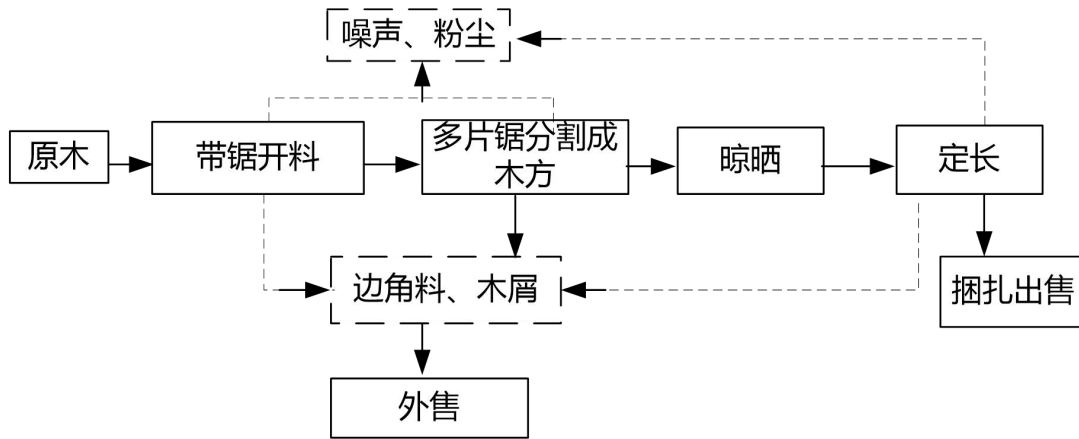 噪声、粉尘
原木
带锯开料
多片锯分割成
木方
晾晒
定长
边角料、木屑
捆扎出售
外售